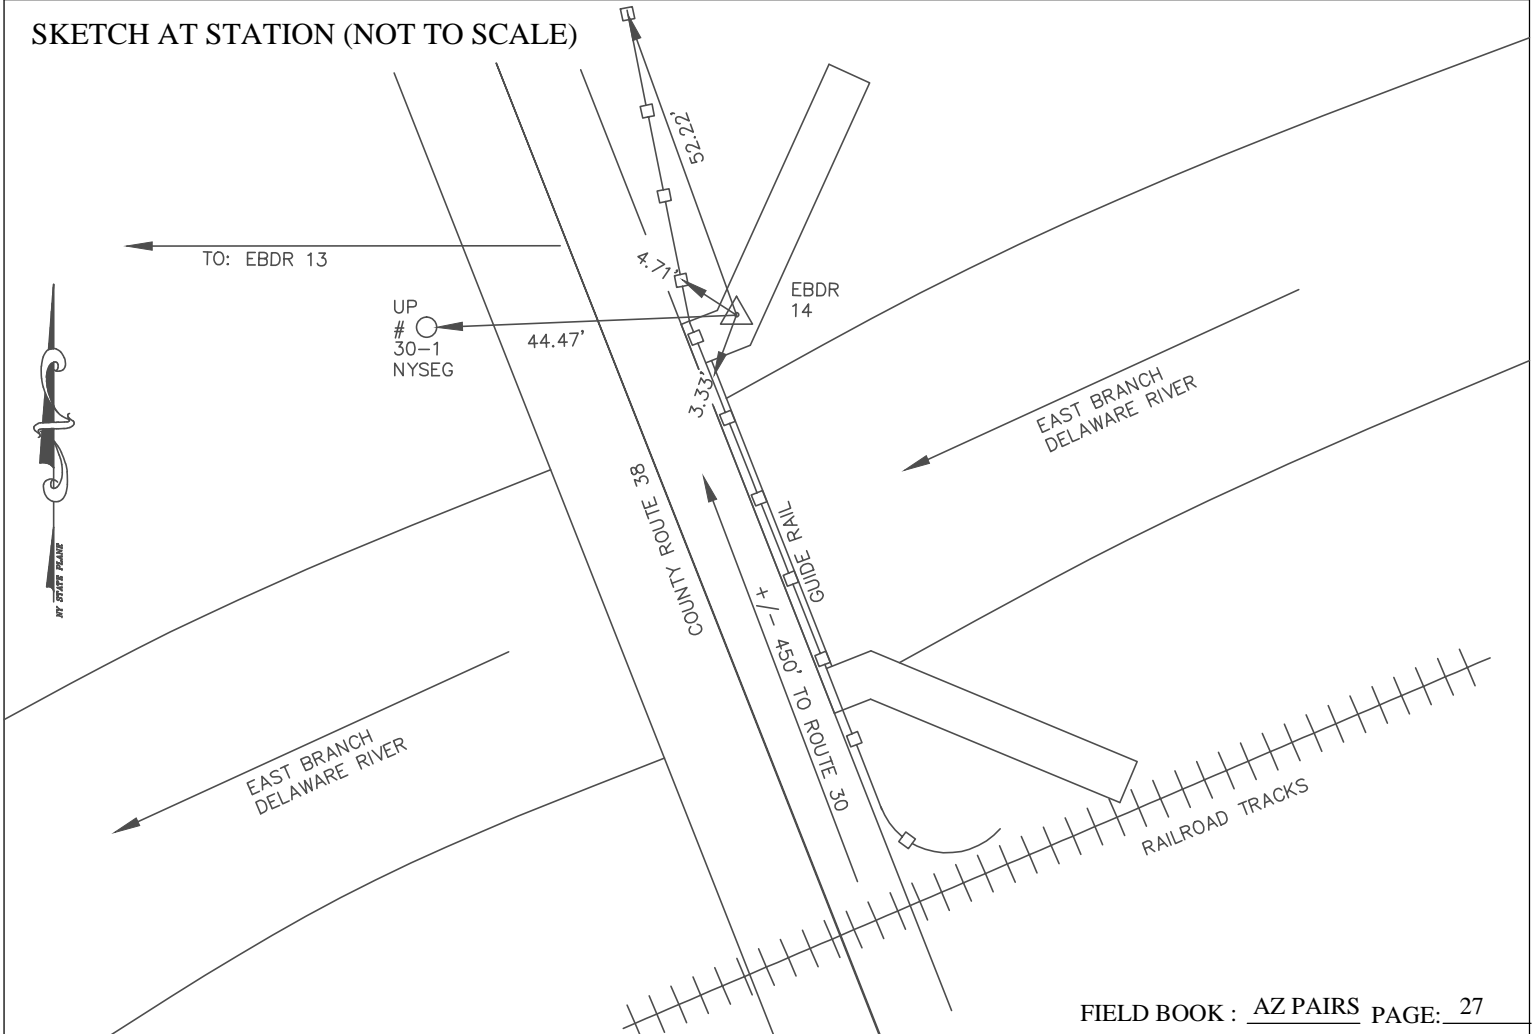 SKETCH AT STATION (NOT TO SCALE)
52.22'
TO: EBDR 13
4.71'
EBDR
14
UP
#
30-1
NYSEG
44.47'
3.33'
EAST BRANCH
DELAWARE RIVER
COUNTY ROUTE 38
GUIDE RAIL
450' TO ROUTE 30 -/+
NY STATE PLANE
EAST BRANCH
DELAWARE RIVER
RAILROAD TRACKS
FIELD BOOK : AZ PAIRS PAGE: 27